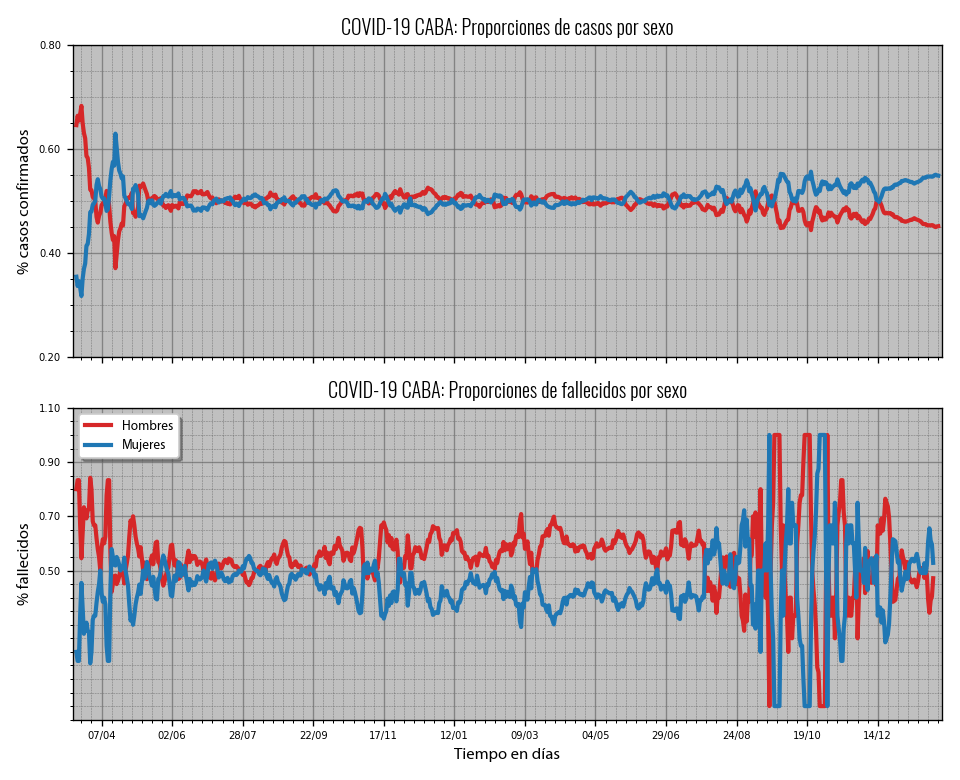 COVID-19 CABA: Proporciones de casos por sexo
0.80
0.60
0.40
0.20
% casos confirmados
COVID-19 CABA: Proporciones de fallecidos por sexo
1.10
0.90
0.70
0.50
% fallecidos
Hombres
Mujeres
07/04 02/06 28/07 22/09 17/11 12/01 09/03 04/05 29/06 24/08 19/10 14/12
Tiempo en días